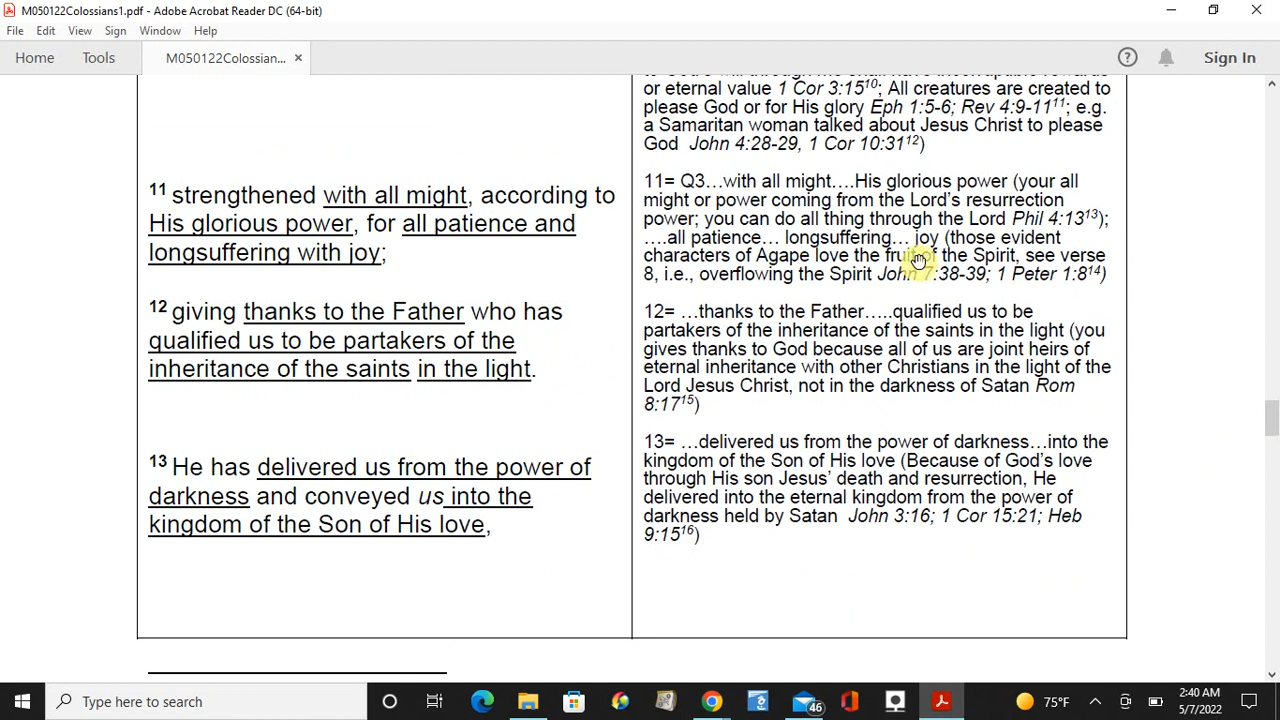 M050122Colossians1.pdf - Adobe Acrobat Reader DC (64-bit)
File Edit View Sign Window Help
Home Tools M050122Colossian... × Sign In
or eternal value 1 Cor 3:15¹⁰; All creatures are created to
please God or for His glory Eph 1:5-6; Rev 4:9-11¹¹; e.g.
a Samaritan woman talked about Jesus Christ to please
God John 4:28-29, 1 Cor 10:31¹²)
¹¹ strengthened with all might, according to
His glorious power, for all patience and
longsuffering with joy;
¹² giving thanks to the Father who has
qualified us to be partakers of the
inheritance of the saints in the light.
¹³ He has delivered us from the power of
darkness and conveyed us into the
kingdom of the Son of His love,
11= Q3…with all might….His glorious power (your all
might or power coming from the Lord's resurrection
power; you can do all thing through the Lord Phil 4:13¹³);
….all patience… longsuffering… joy (those evident
characters of Agape love the fruit of the Spirit, see verse
8, i.e., overflowing the Spirit John 7:38-39; 1 Peter 1:8¹⁴)
12= …thanks to the Father…..qualified us to be
partakers of the inheritance of the saints in the light (you
gives thanks to God because all of us are joint heirs of
eternal inheritance with other Christians in the light of the
Lord Jesus Christ, not in the darkness of Satan Rom
8:17¹⁵)
13= …delivered us from the power of darkness…into the
kingdom of the Son of His love (Because of God's love
through His son Jesus' death and resurrection, He
delivered into the eternal kingdom from the power of
darkness held by Satan John 3:16; 1 Cor 15:21; Heb
9:15¹⁶)
Type here to search
46
75°F
2:40 AM
5/7/2022